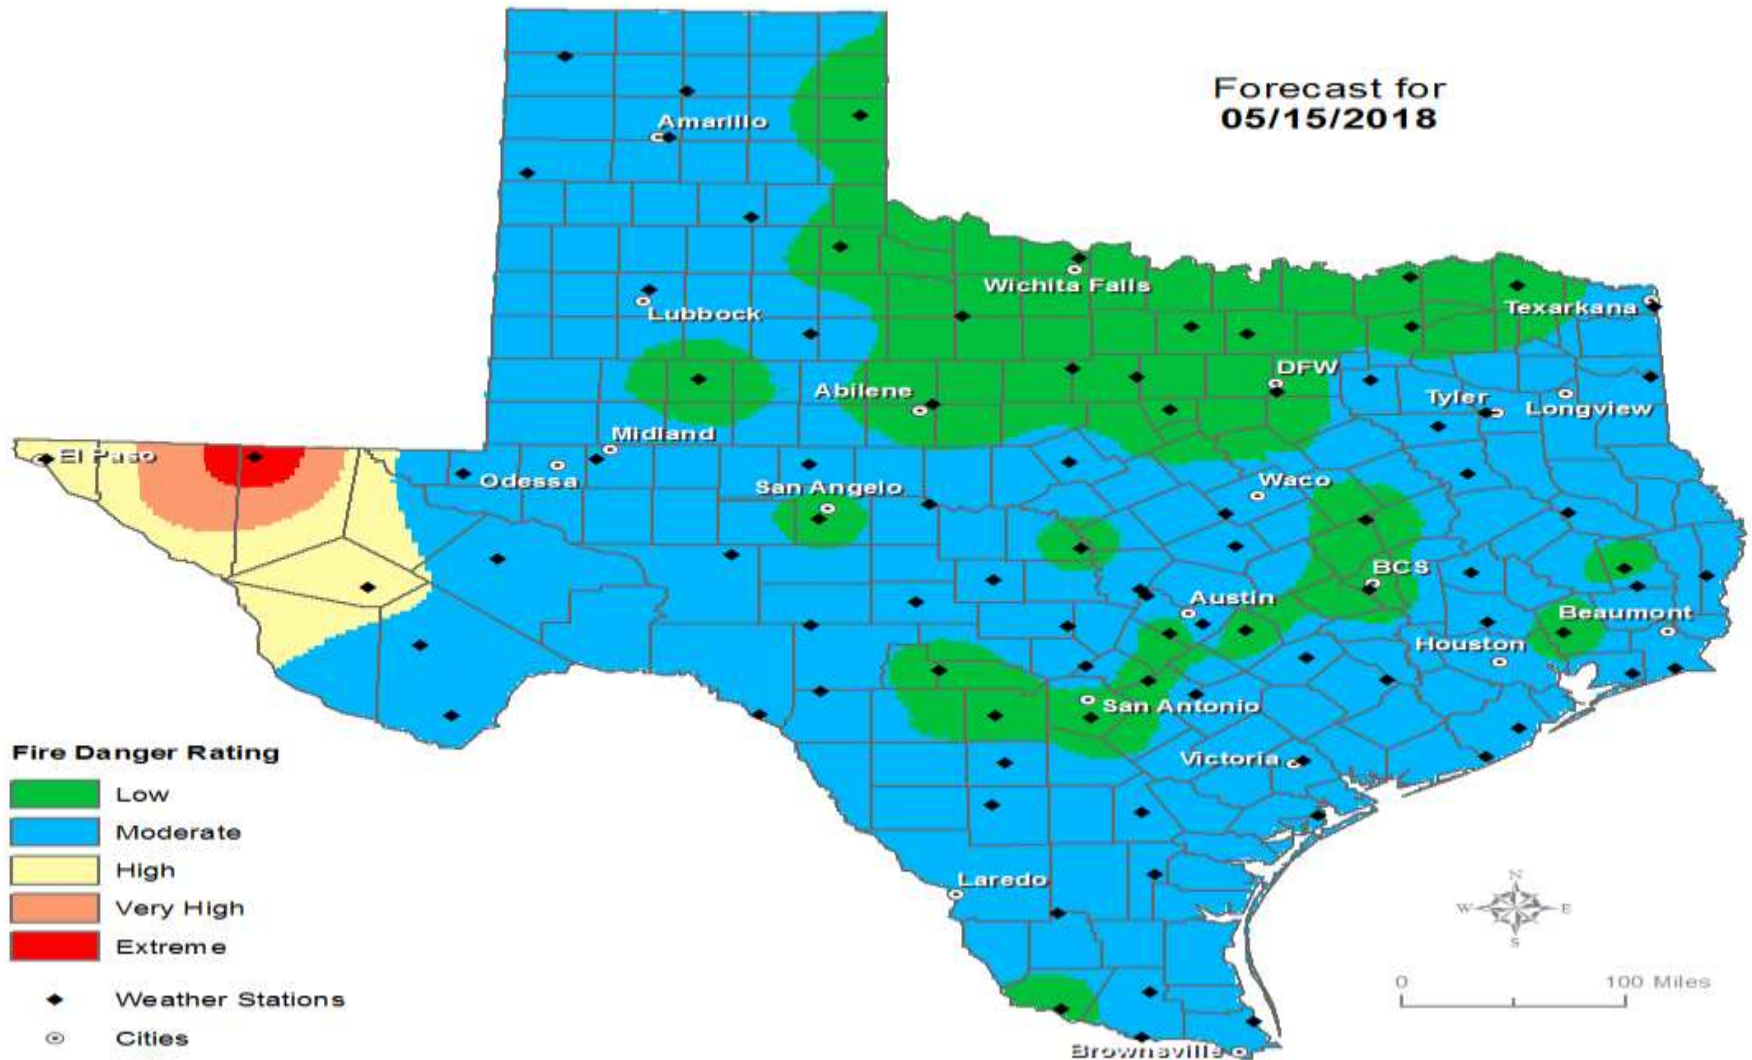 Forecast for
05/15/2018
Amarillo
Wichita Falls
Texarkana
Lubbock
DFW
Abilene
Tyler
Longview
Midland
El Paso
Odessa
San Angelo
Waco
BCS
Austin
Beaumont
Houston
San Antonio
Victoria
Laredo
Brownsville
Fire Danger Rating
Low
Moderate
High
Very High
Extreme
Weather Stations
Cities
N
W E
S
0 100 Miles